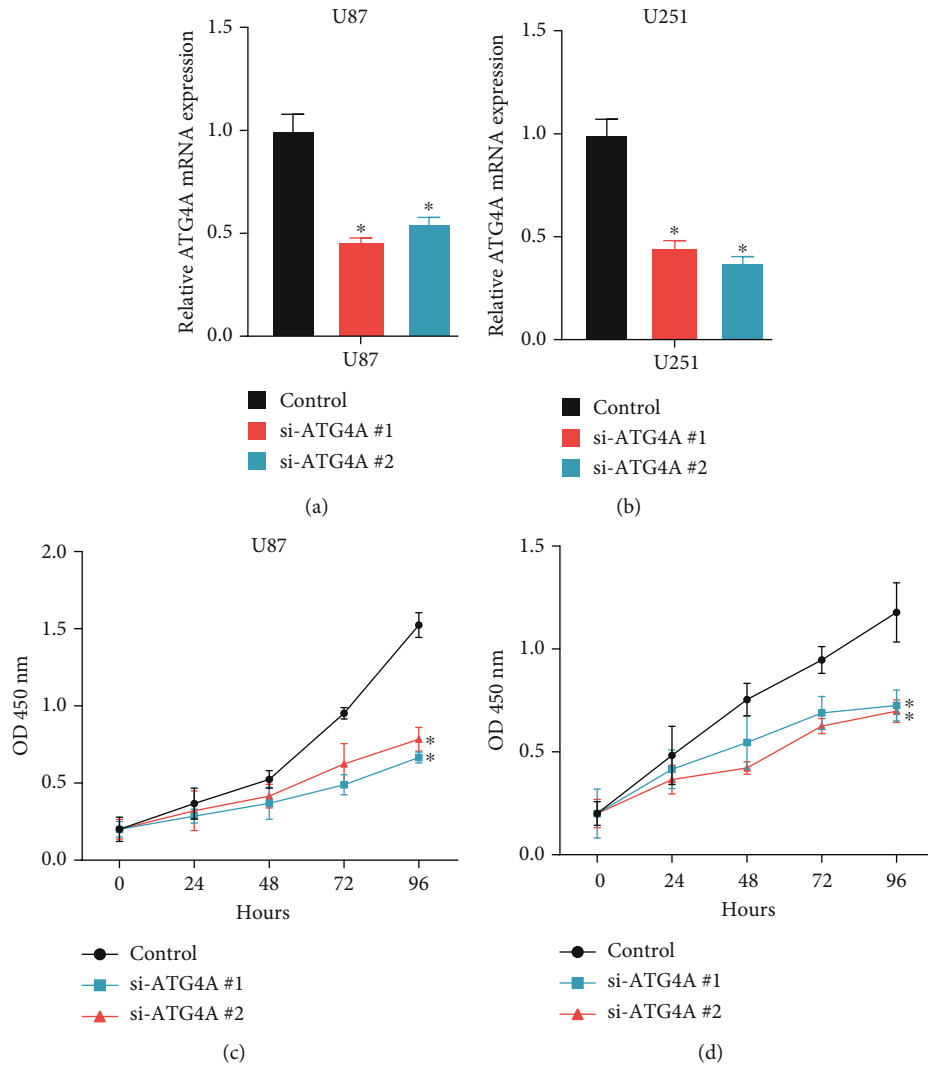 U87
Relative ATG4A mRNA expression
1.5
1.0
0.5
0.0
*
*
U87
Control
si-ATG4A #1
si-ATG4A #2
(a)
U251
Relative ATG4A mRNA expression
1.5
1.0
0.5
0.0
*
*
U251
Control
si-ATG4A #1
si-ATG4A #2
(b)
U87
OD 450 nm
2.0
1.5
1.0
0.5
0.0
*
*
0 24 48 72 96
Hours
Control
si-ATG4A #1
si-ATG4A #2
(c)
OD 450 nm
1.5
1.0
0.5
0.0
*
*
0 24 48 72 96
Hours
Control
si-ATG4A #1
si-ATG4A #2
(d)